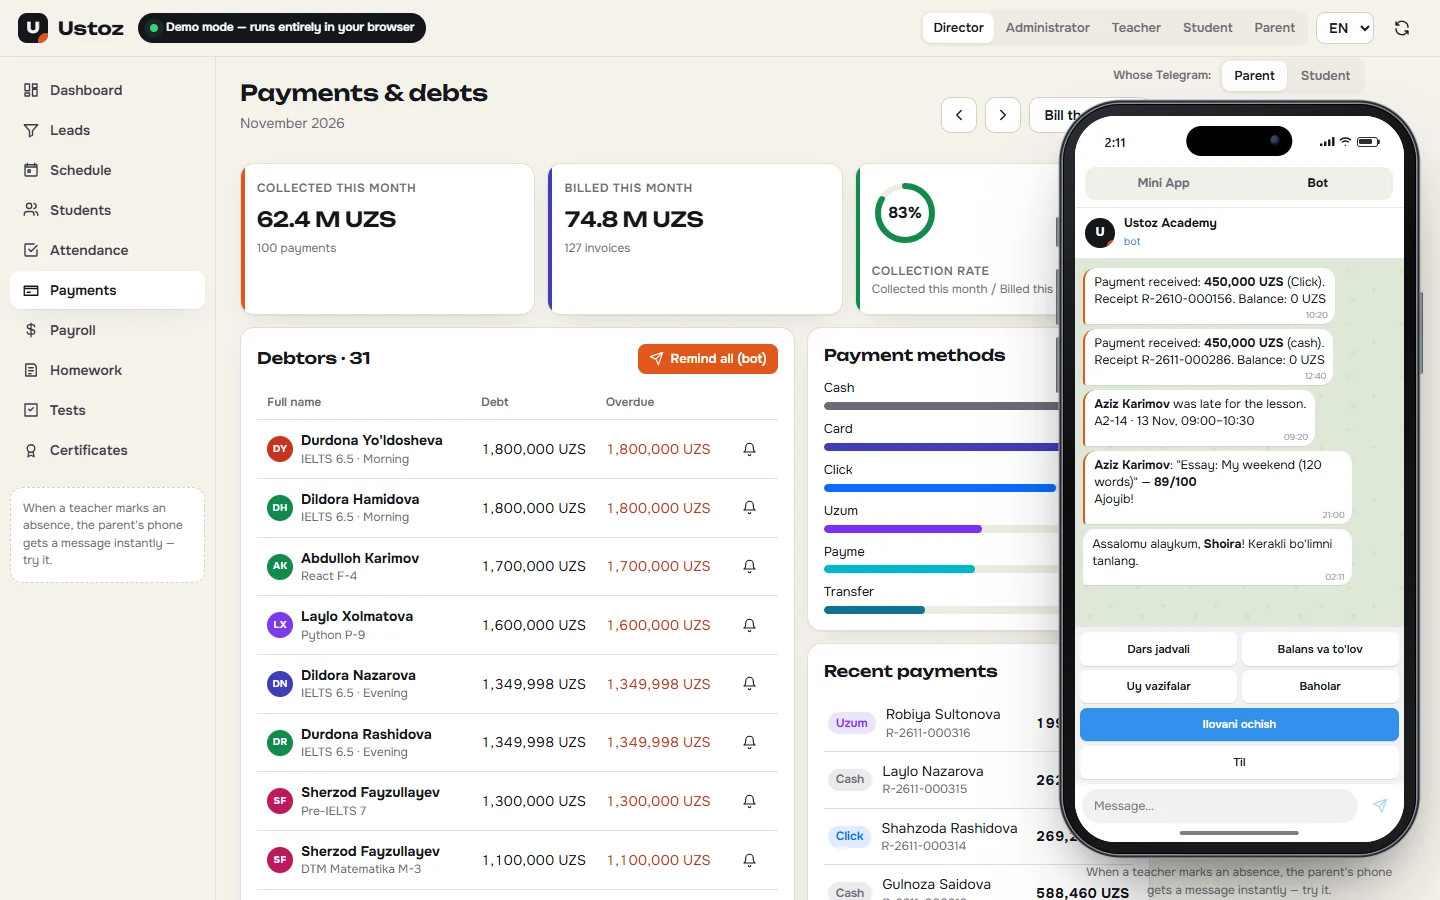 U Ustoz
Demo mode — runs entirely in your browser
Director Administrator Teacher Student Parent
EN
Dashboard
Leads
Schedule
Students
Attendance
Payments
Payroll
Homework
Tests
Certificates
When a teacher marks an
absence, the parent's phone
gets a message instantly —
try it.
Payments & debts
November 2026
Bill th
COLLECTED THIS MONTH
62.4 M UZS
100 payments
BILLED THIS MONTH
74.8 M UZS
127 invoices
83%
COLLECTION RATE
Collected this month / Billed this
Debtors · 31
Remind all (bot)
Full name Debt Overdue
DY Durdona Yo'ldosheva 1,800,000 UZS 1,800,000 UZS
IELTS 6.5 · Morning
DH Dildora Hamidova 1,800,000 UZS 1,800,000 UZS
IELTS 6.5 · Morning
AK Abdulloh Karimov 1,700,000 UZS 1,700,000 UZS
React F-4
LX Laylo Xolmatova 1,600,000 UZS 1,600,000 UZS
Python P-9
DN Dildora Nazarova 1,349,998 UZS 1,349,998 UZS
IELTS 6.5 · Evening
DR Durdona Rashidova 1,349,998 UZS 1,349,998 UZS
IELTS 6.5 · Evening
SF Sherzod Fayzullayev 1,300,000 UZS 1,300,000 UZS
Pre-IELTS 7
SF Sherzod Fayzullayev 1,100,000 UZS 1,100,000 UZS
DTM Matematika M-3
Payment methods
Cash
Card
Click
Uzum
Payme
Transfer
Recent payments
Uzum Robiya Sultonova 199
R-2611-000316
Cash Laylo Nazarova 262
R-2611-000315
Click Shahzoda Rashidova 269,2
R-2611-000314
Cash Gulnoza Saidova 588,460 UZS
R-2611-000
Whose Telegram: Parent Student
2:11
Mini App Bot
U Ustoz Academy
bot
Payment received: 450,000 UZS (Click).
Receipt R-2610-000156. Balance: 0 UZS
10:20
Payment received: 450,000 UZS (cash).
Receipt R-2611-000286. Balance: 0 UZS
12:40
Aziz Karimov was late for the lesson.
A2-14 · 13 Nov, 09:00–10:30
09:20
Aziz Karimov: "Essay: My weekend (120
words)" — 89/100
Ajoyib!
21:00
Assalomu alaykum, Shoira! Kerakli bo'limni
tanlang.
02:11
Dars jadvali Balans va to'lov
Uy vazifalar Baholar
Ilovani ochish
Til
Message...
When a teacher marks an absence, the parent's phone
gets a message instantly — try it.